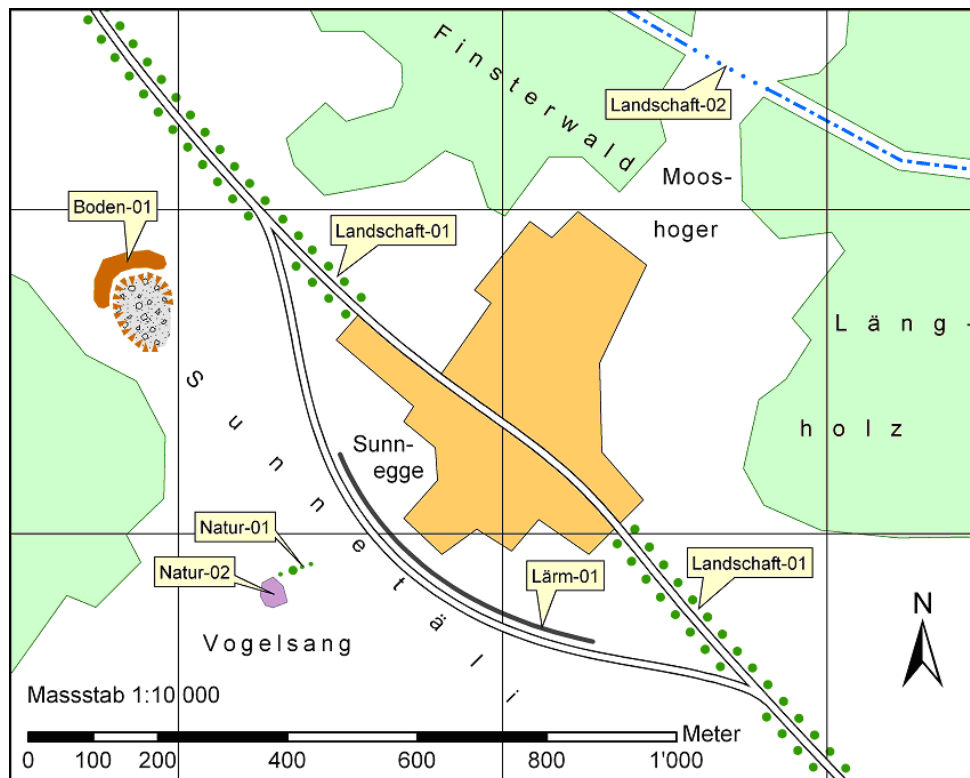 Finsterwald
Landschaft-02
Moos-
hoger
Boden-01
Landschaft-01
Läng-
holz
Sunnetäli
Sunn-
egge
Natur-01
Natur-02
Lärm-01
Landschaft-01
Vogelsang
N
Massstab 1:10 000
Meter
0 100 200 400 600 800 1'000